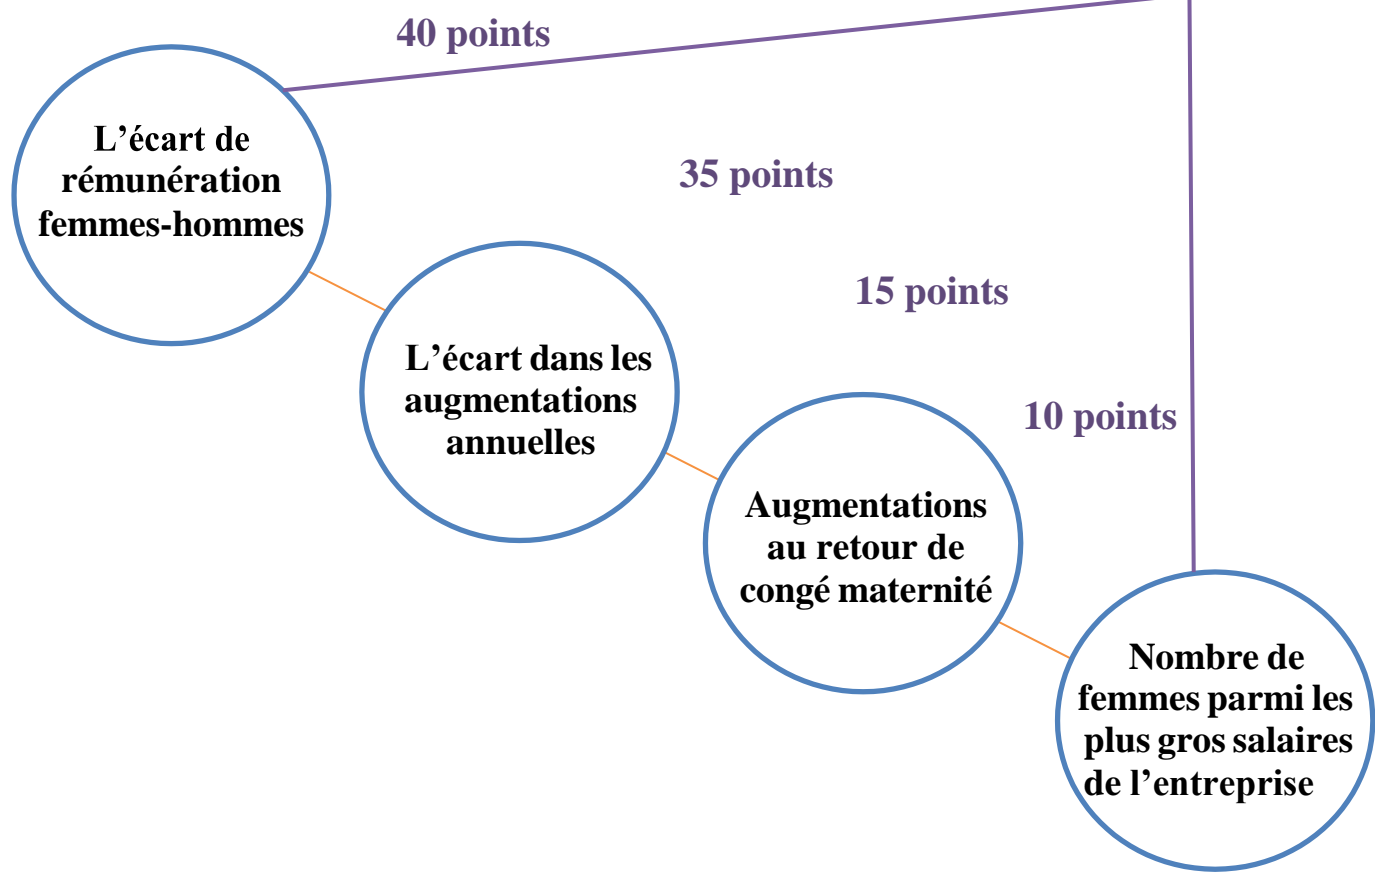 40 points
L’écart de
rémunération
femmes-hommes
35 points
L’écart dans les
augmentations
annuelles
15 points
Augmentations
au retour de
congé maternité
10 points
Nombre de
femmes parmi les
plus gros salaires
de l’entreprise